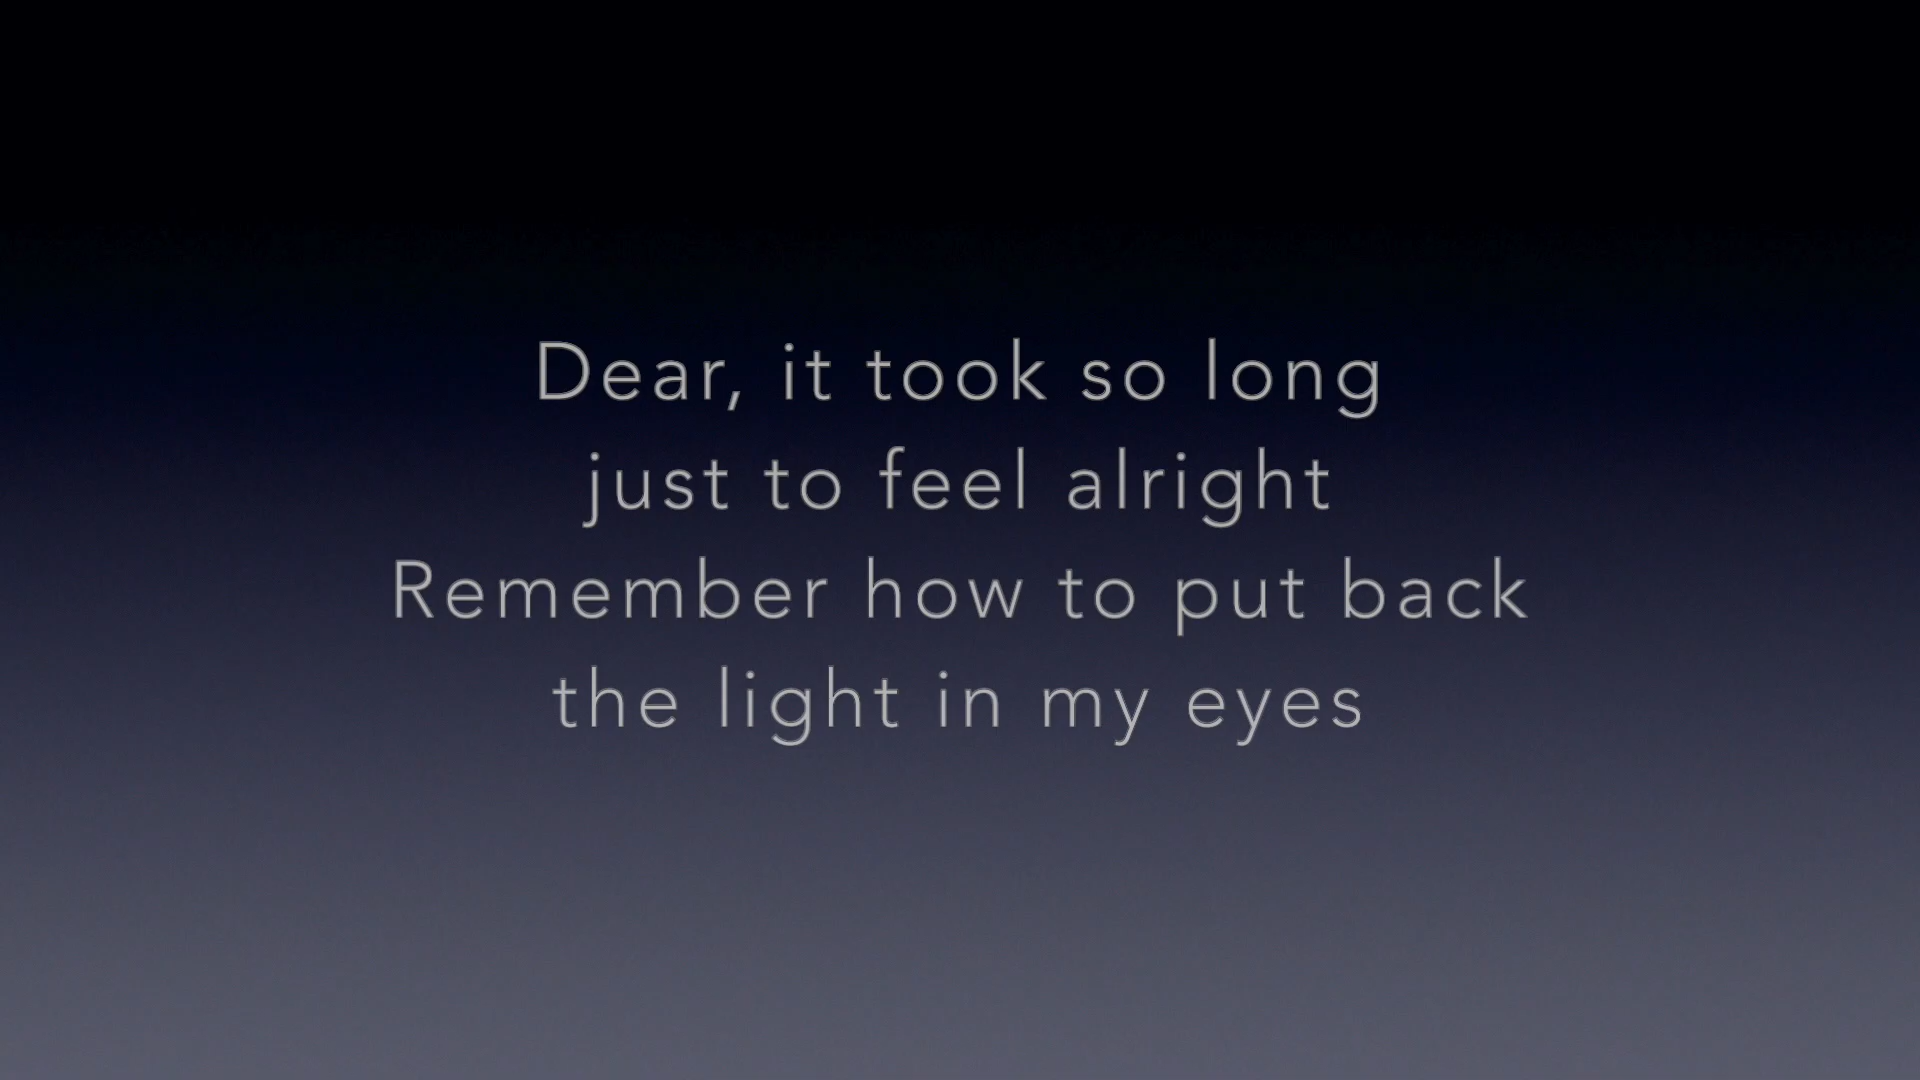 Dear, it took so long
just to feel alright
Remember how to put back
the light in my eyes